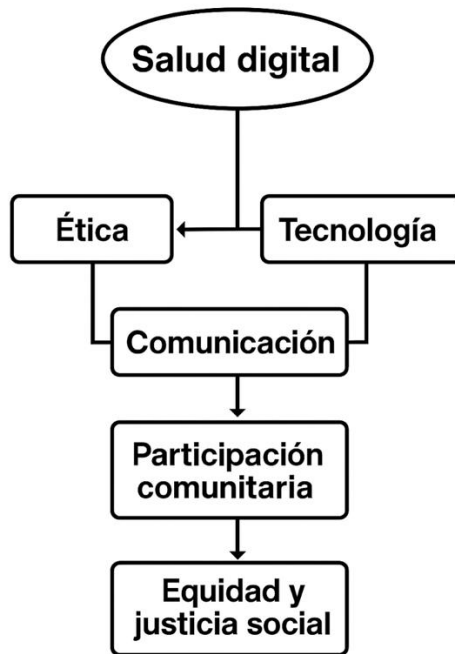 Salud digital
Ética
Tecnología
Comunicación
Participación
comunitaria
Equidad y
justicia social